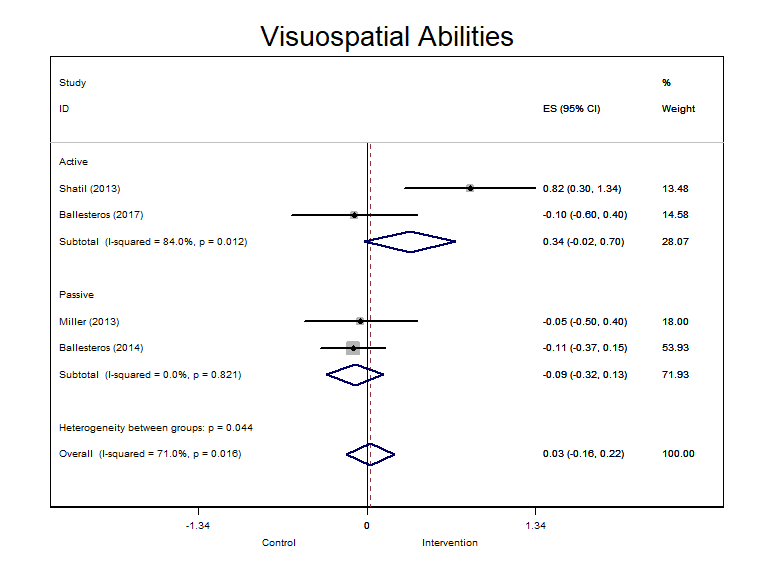 Visuospatial Abilities
Study %
ID ES (95% CI) Weight
Active
Shatil (2013) 0.82 (0.30, 1.34) 13.48
Ballesteros (2017) -0.10 (-0.60, 0.40) 14.58
Subtotal (I-squared = 84.0%, p = 0.012) 0.34 (-0.02, 0.70) 28.07
Passive
Miller (2013) -0.05 (-0.50, 0.40) 18.00
Ballesteros (2014) -0.11 (-0.37, 0.15) 53.93
Subtotal (I-squared = 0.0%, p = 0.821) -0.09 (-0.32, 0.13) 71.93
Heterogeneity between groups: p = 0.044
Overall (I-squared = 71.0%, p = 0.016) 0.03 (-0.16, 0.22) 100.00
-1.34 0 1.34
Control Intervention